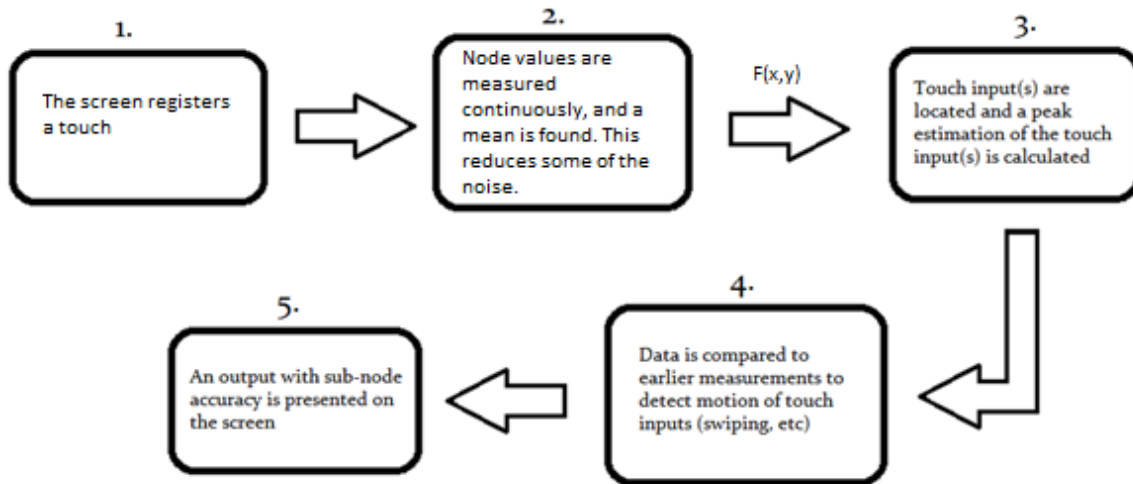 1.
The screen registers
a touch
2.
Node values are
measured
continuously, and a
mean is found. This
reduces some of the
noise.
F(x,y)
3.
Touch input(s) are
located and a peak
estimation of the touch
input(s) is calculated
4.
Data is compared to
earlier measurements to
detect motion of touch
inputs (swiping, etc)
5.
An output with sub-node
accuracy is presented on
the screen